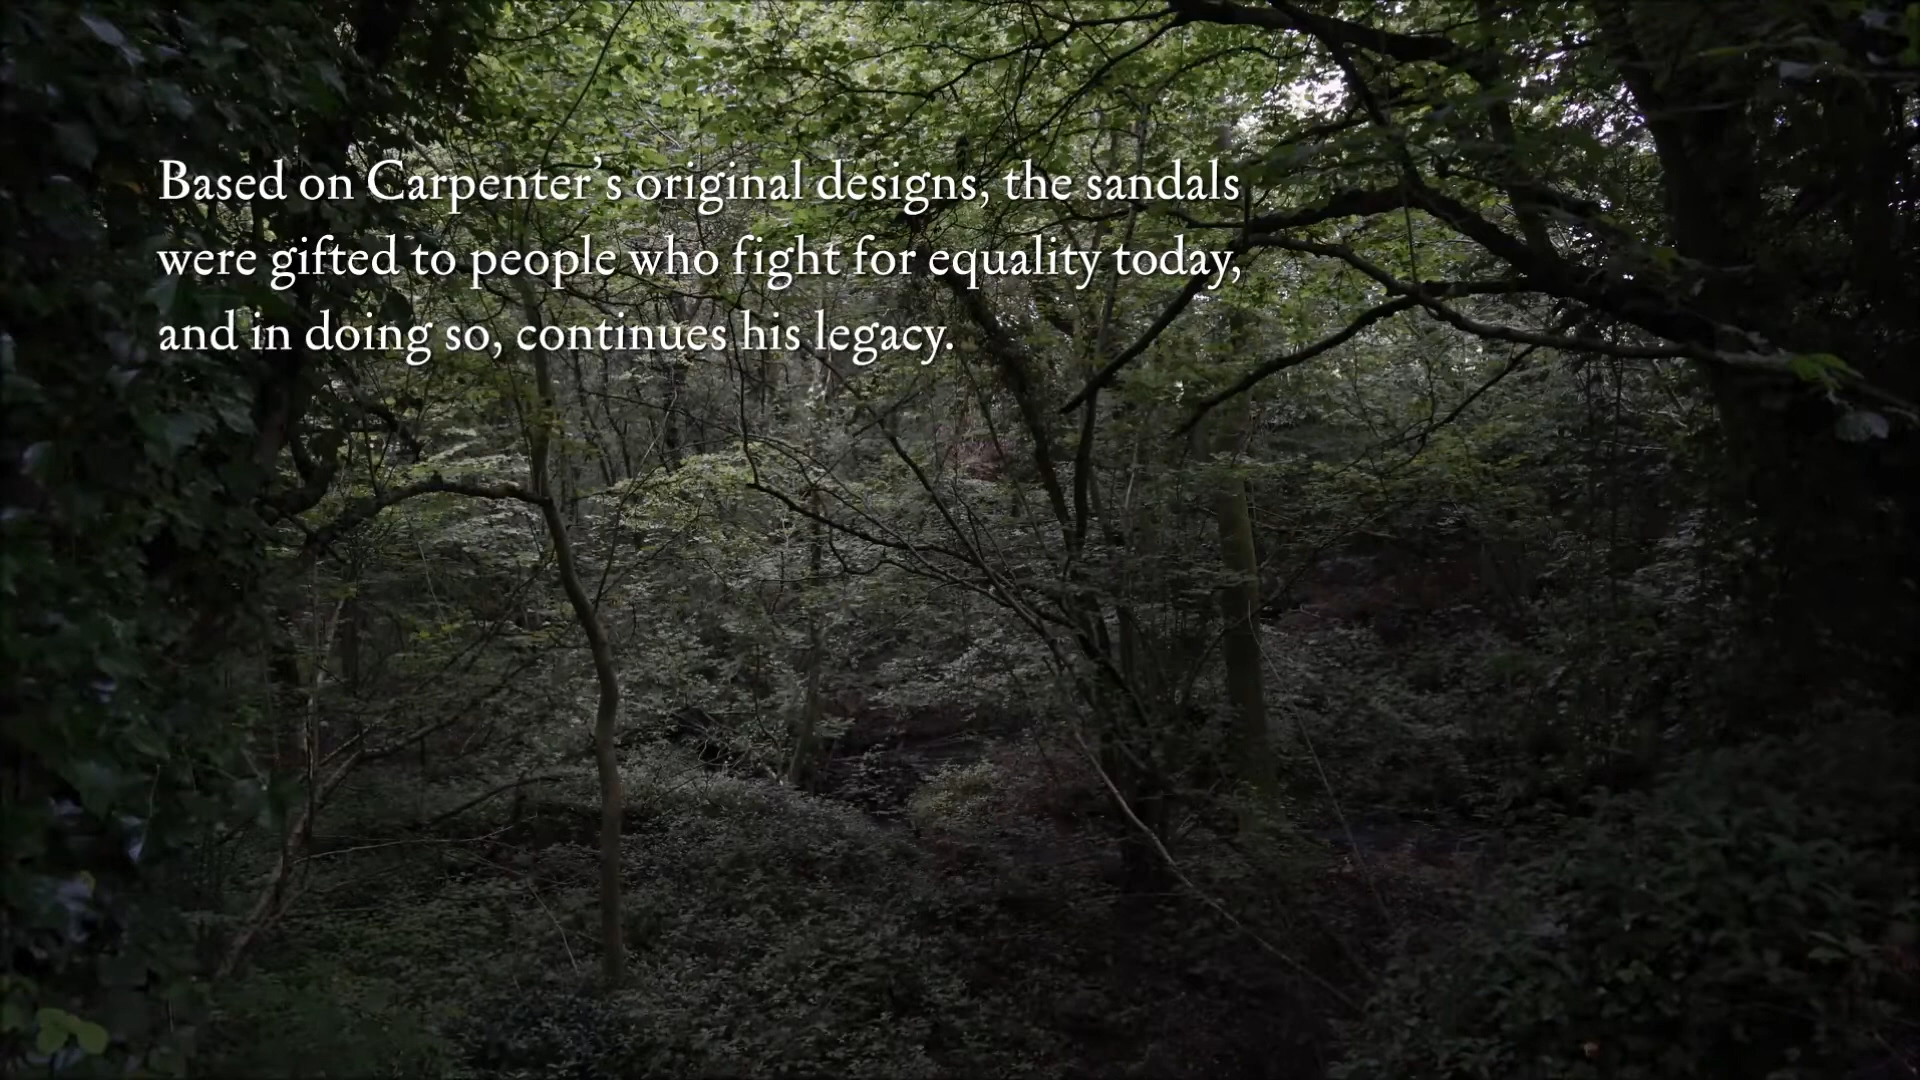 Based on Carpenter’s original designs, the sandals
were gifted to people who fight for equality today,
and in doing so, continues his legacy.